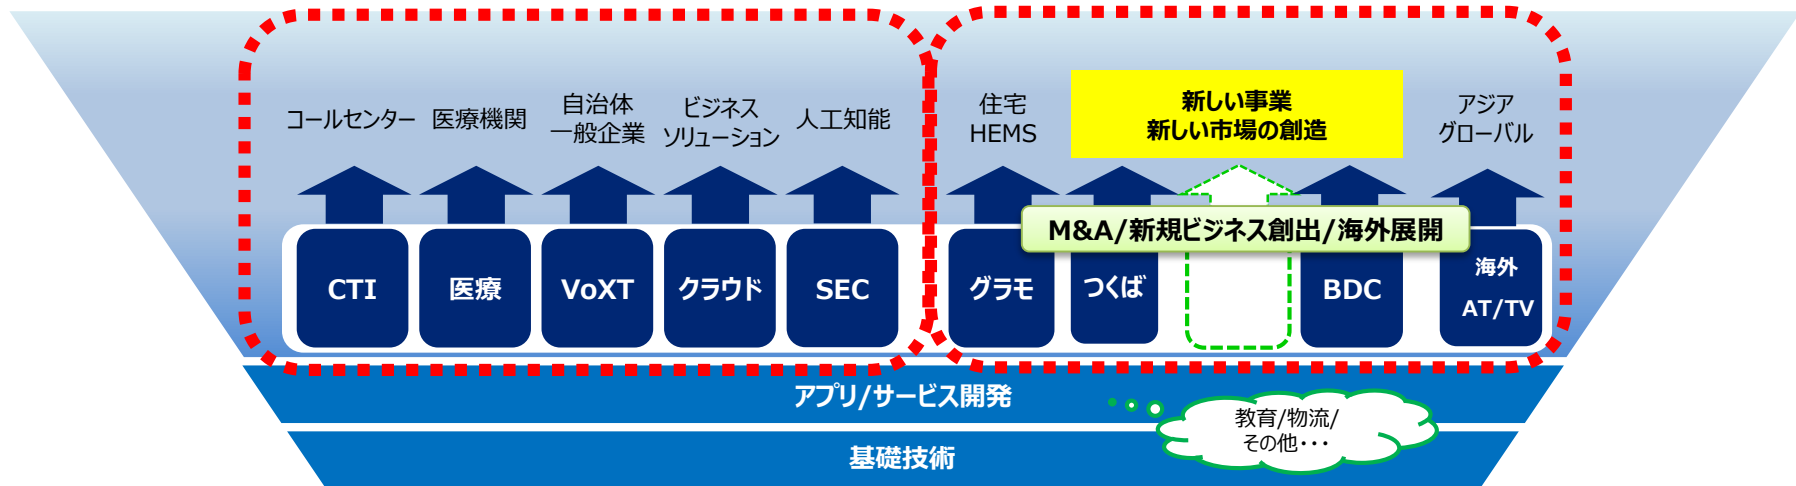 コールセンター
医療機関
自治体
一般企業
ビジネス
ソリューション
人工知能
住宅
HEMS
新しい事業
新しい市場の創造
アジア
グローバル
M&A/新規ビジネス創出/海外展開
CTI
医療
VoXT
クラウド
SEC
グラモ
つくば
BDC
海外
AT/TV
アプリ/サービス開発
教育/物流/
その他・・・
基礎技術